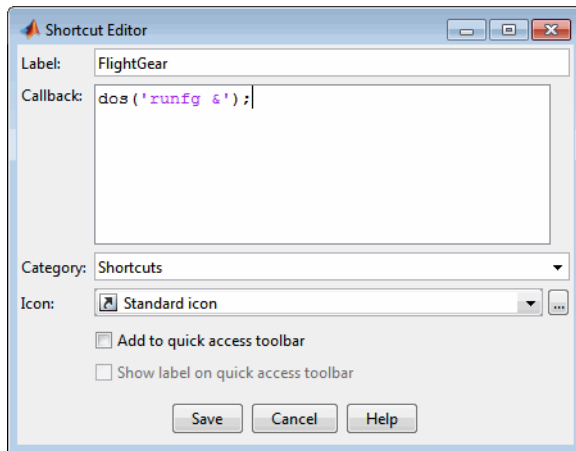 Shortcut Editor
Label: FlightGear
Callback: dos('runfg &');
Category: Shortcuts
Icon: Standard icon ...
Add to quick access toolbar
Show label on quick access toolbar
Save Cancel Help